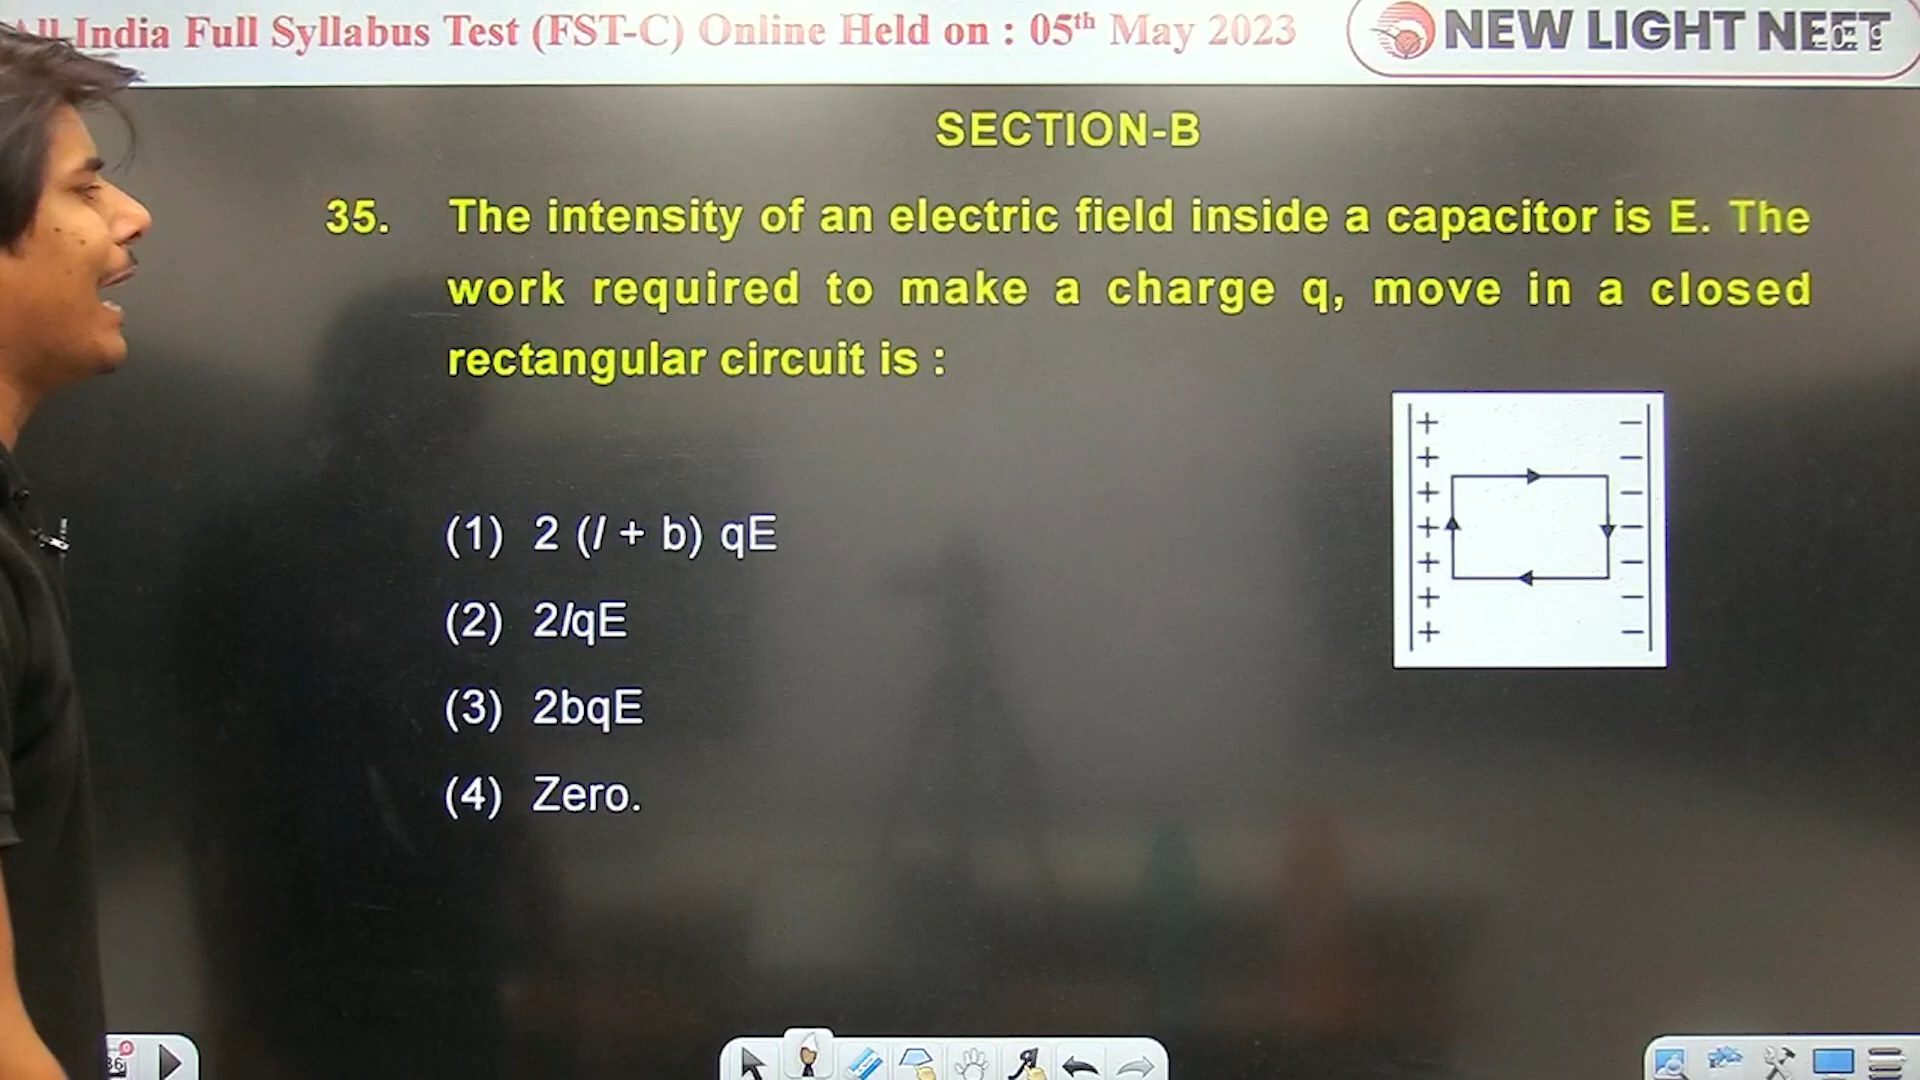 All India Full Syllabus Test (FST-C) Online Held on : 05th May 2023
NEW LIGHT NEET
SECTION-B
35. The intensity of an electric field inside a capacitor is E. The
work required to make a charge q, move in a closed
rectangular circuit is :
(1) 2 (l + b) qE
(2) 2lqE
(3) 2bqE
(4) Zero.